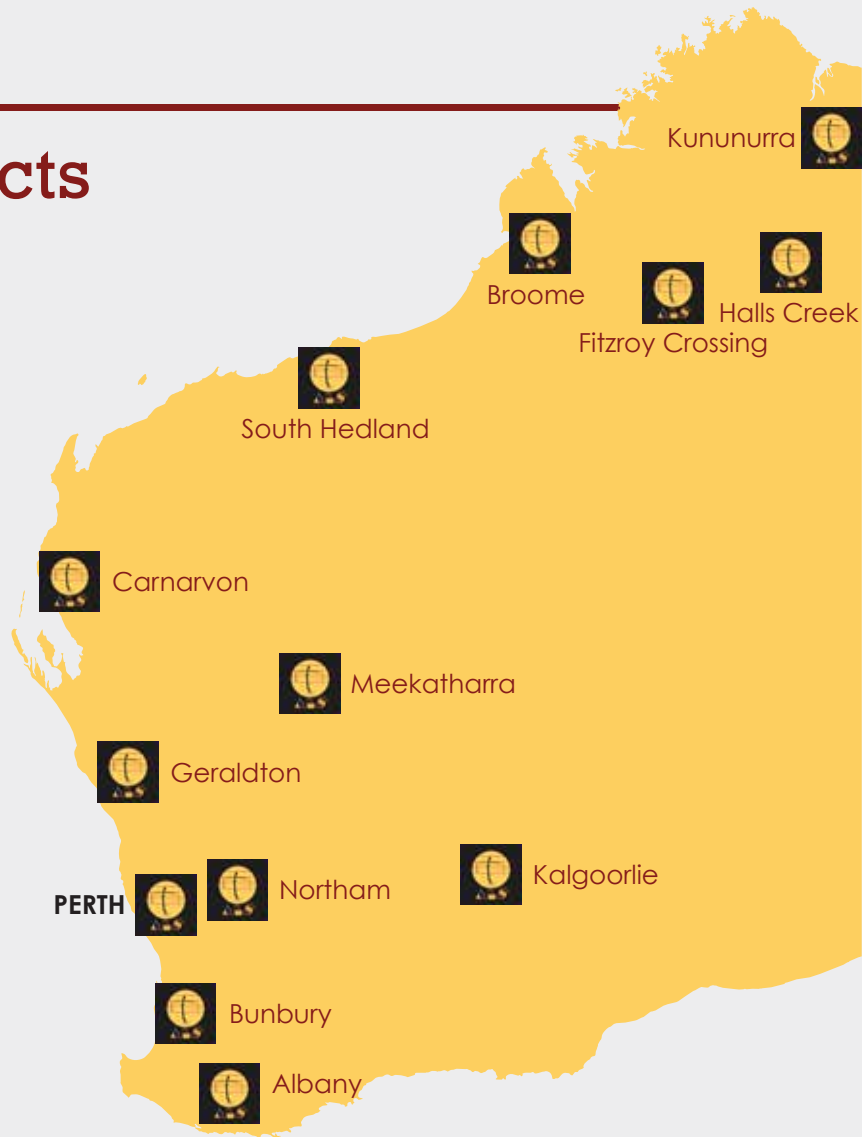 cts
Kununurra
Broome
Halls Creek
Fitzroy Crossing
South Hedland
Carnarvon
Meekatharra
Geraldton
Kalgoorlie
Northam
PERTH
Bunbury
Albany